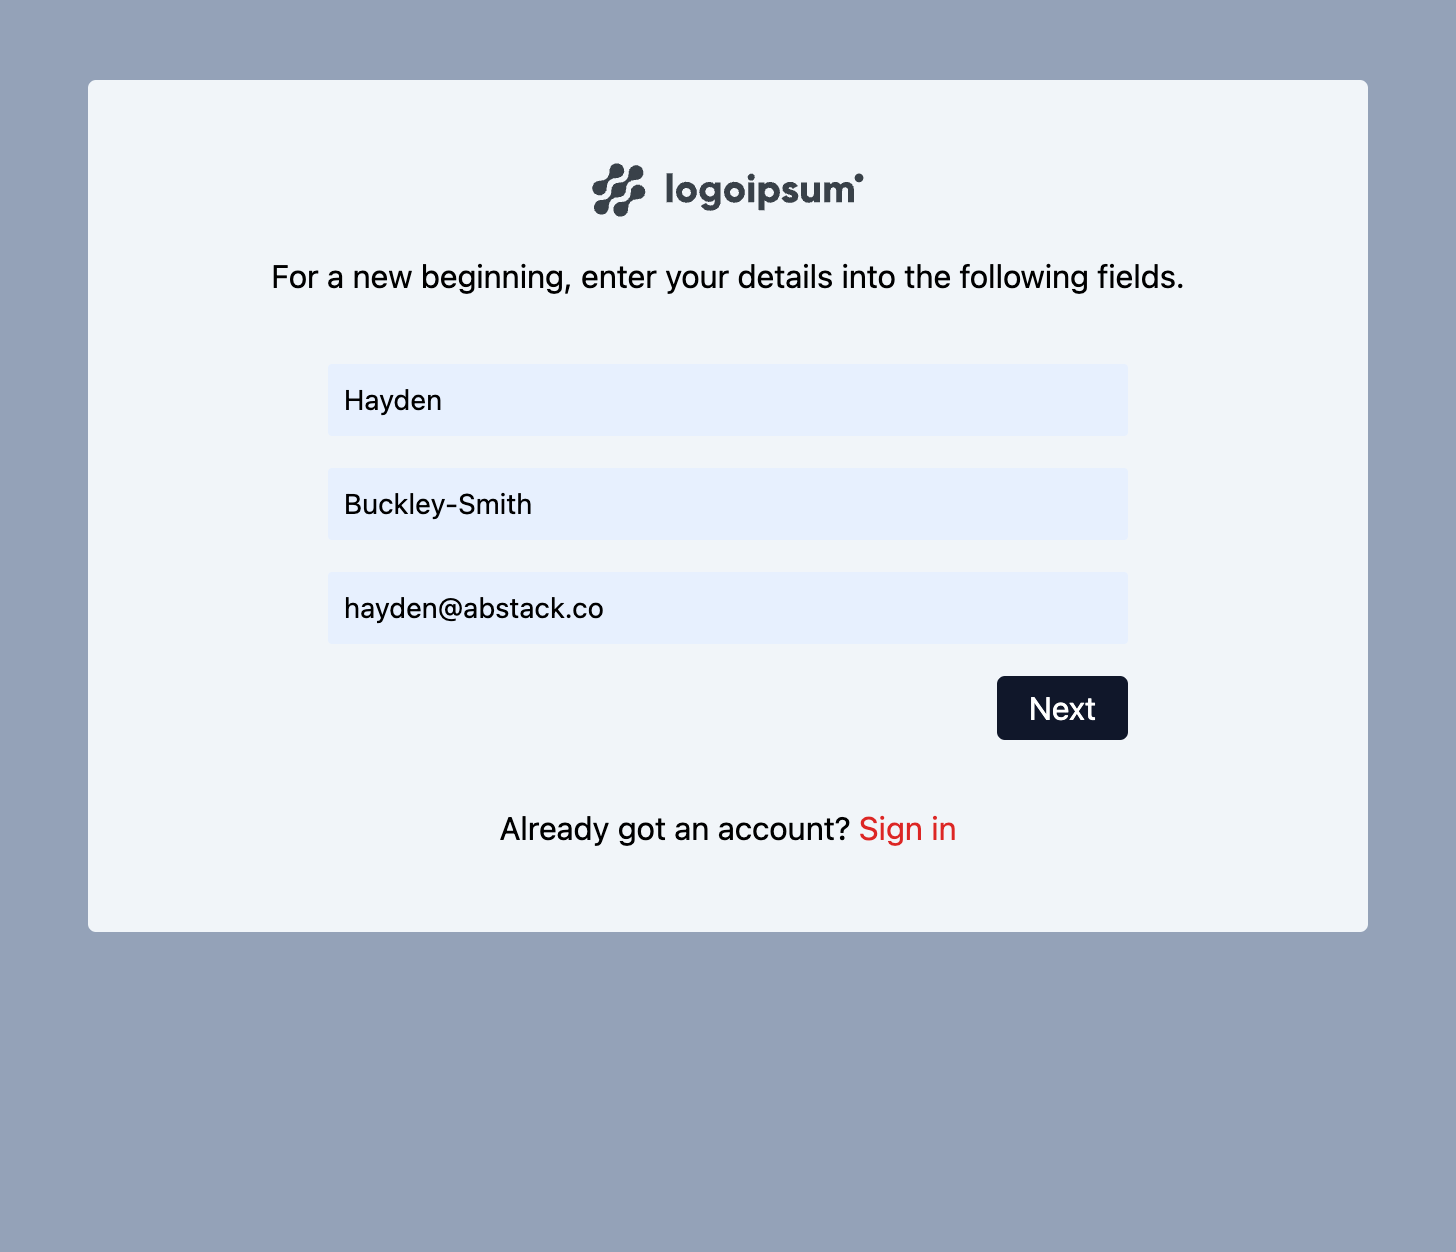 logoipsum
For a new beginning, enter your details into the following fields.
Hayden
Buckley-Smith
hayden@abstack.co
Next
Already got an account? Sign in